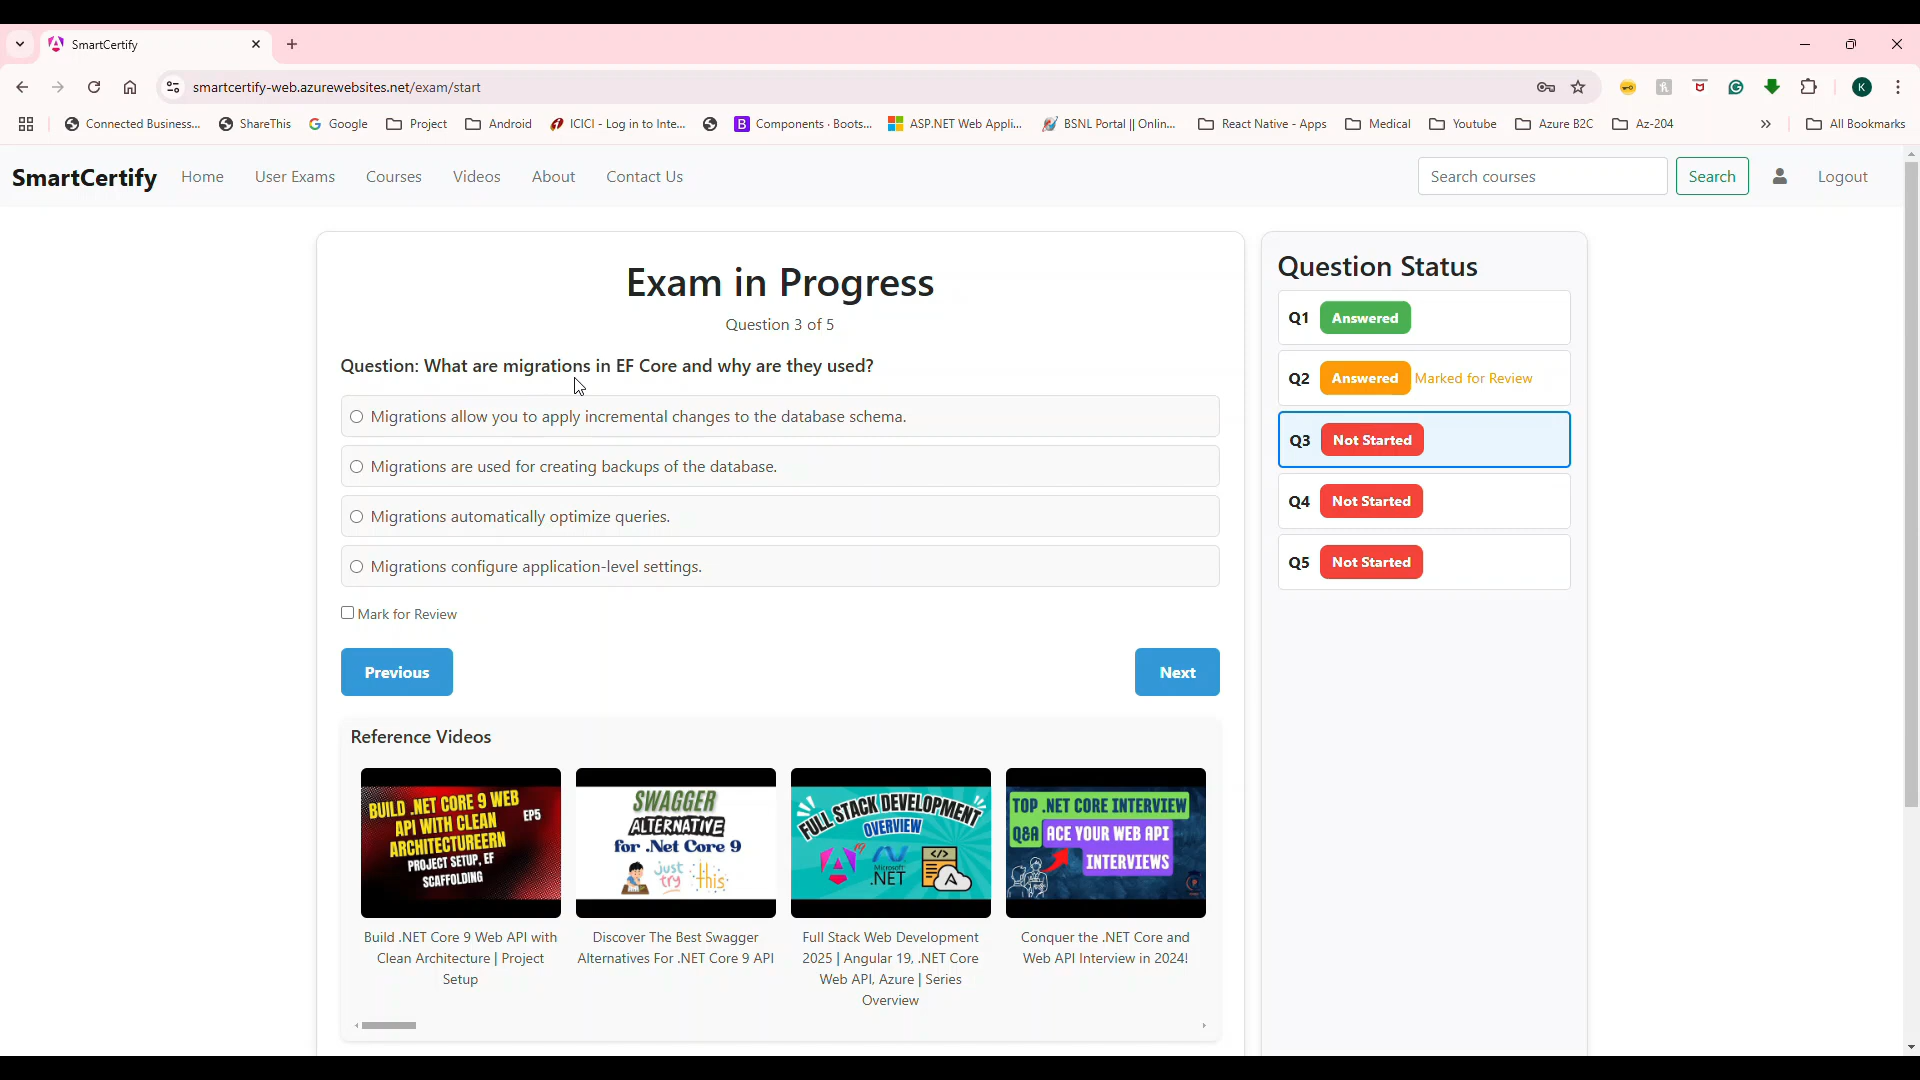 SmartCertify
smartcertify-web.azurewebsites.net/exam/start
K
Connected Business...
ShareThis
Google
Project
Android
ICICI - Log in to Inte...
B
Components · Boots...
ASP.NET Web Appli...
BSNL Portal || Onlin...
React Native - Apps
Medical
Youtube
Azure B2C
Az-204
»
All Bookmarks
SmartCertify
Home
User Exams
Courses
Videos
About
Contact Us
Search courses
Search
Logout
Exam in Progress
Question 3 of 5
Question: What are migrations in EF Core and why are they used?
Migrations allow you to apply incremental changes to the database schema.
Migrations are used for creating backups of the database.
Migrations automatically optimize queries.
Migrations configure application-level settings.
Mark for Review
Previous
Next
Reference Videos
BUILD .NET CORE 9 WEB
API WITH CLEAN
ARCHITECTUREERN
PROJECT SETUP, EF
SCAFFOLDING
EP5
Build .NET Core 9 Web API with
Clean Architecture | Project
Setup
SWAGGER
ALTERNATIVE
for .Net Core 9
just
try this
Discover The Best Swagger
Alternatives For .NET Core 9 API
FULL STACK DEVELOPMENT
OVERVIEW
19
Microsoft
.NET
</>
A
Full Stack Web Development
2025 | Angular 19, .NET Core
Web API, Azure | Series
Overview
TOP .NET CORE INTERVIEW
Q&A ACE YOUR WEB API
INTERVIEWS
Conquer the .NET Core and
Web API Interview in 2024!
Question Status
Q1 Answered
Q2 Answered Marked for Review
Q3 Not Started
Q4 Not Started
Q5 Not Started